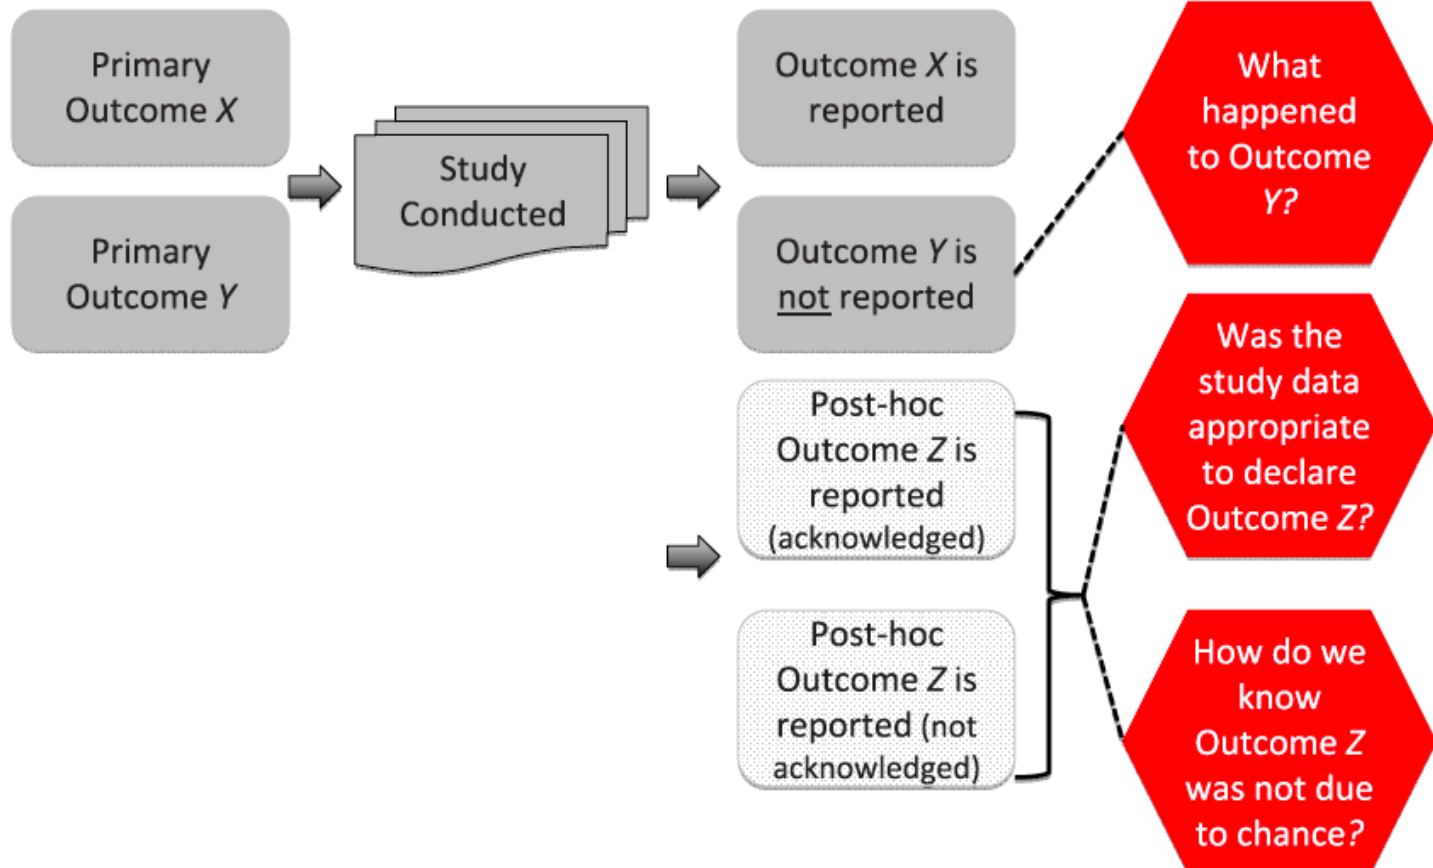 Primary
Outcome X
Primary
Outcome Y
Study
Conducted
Outcome X is
reported
Outcome Y is
not reported
Post-hoc
Outcome Z is
reported
(acknowledged)
Post-hoc
Outcome Z is
reported (not
acknowledged)
What
happened
to Outcome
Y?
Was the
study data
appropriate
to declare
Outcome Z?
How do we
know
Outcome Z
was not due
to chance?